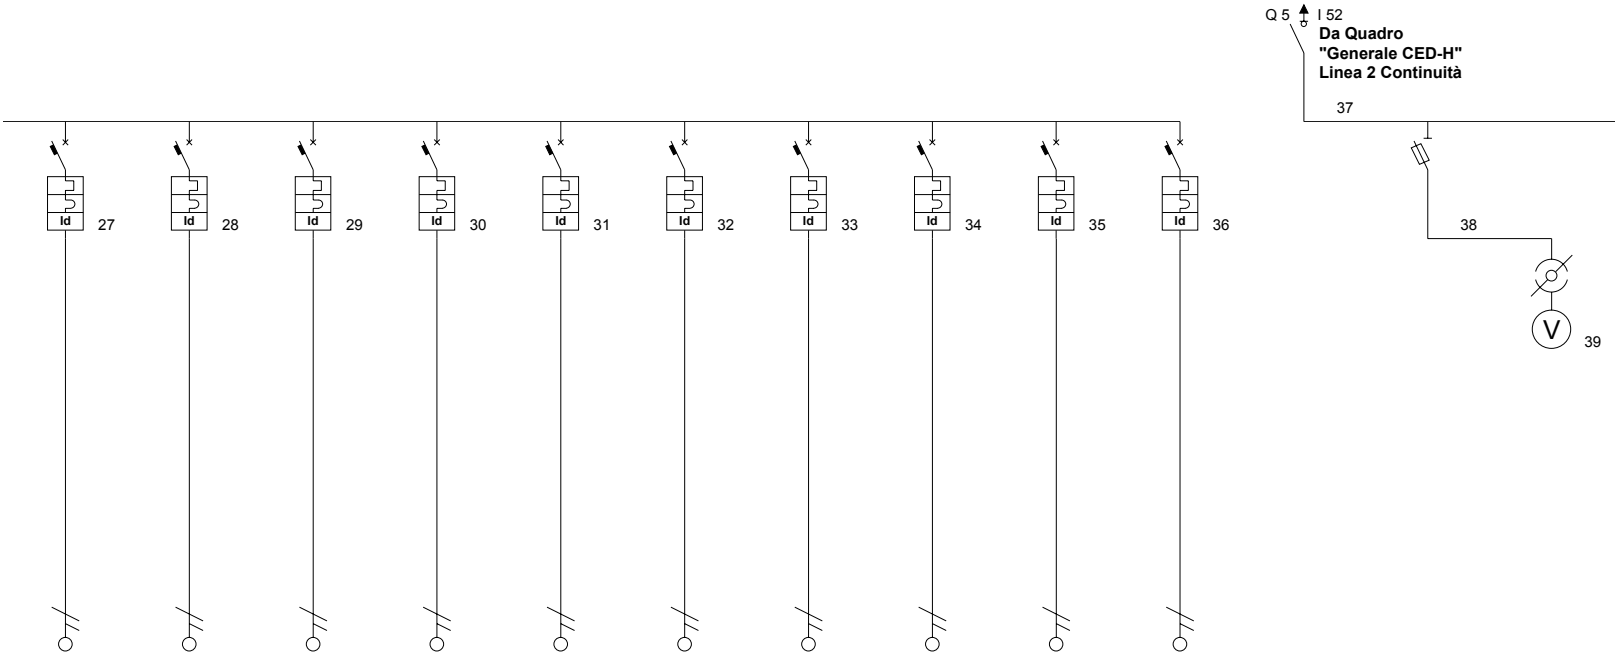 Q 5 I 52
Da Quadro
"Generale CED-H"
Linea 2 Continuità
37
Id 27
Id 28
Id 29
Id 30
Id 31
Id 32
Id 33
Id 34
Id 35
Id 36
38
V 39